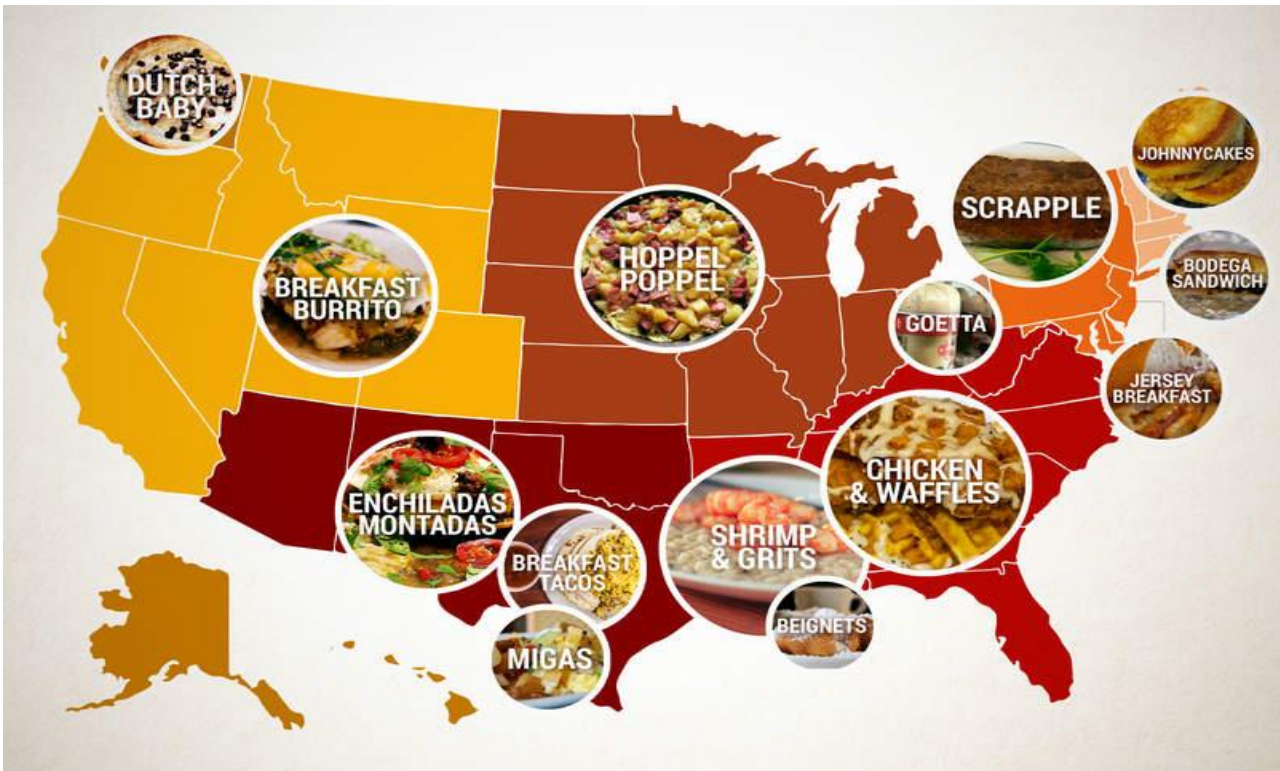 DUTCH
BABY
JOHNNYCAKES
SCRAPPLE
HOPPEL
POPPEL
BODEGA
SANDWICH
BREAKFAST
BURRITO
GOETTA
JERSEY
BREAKFAST
CHICKEN
& WAFFLES
ENCHILADAS
MONTADAS
SHRIMP
& GRITS
BREAKFAST
TACOS
BEIGNETS
MIGAS